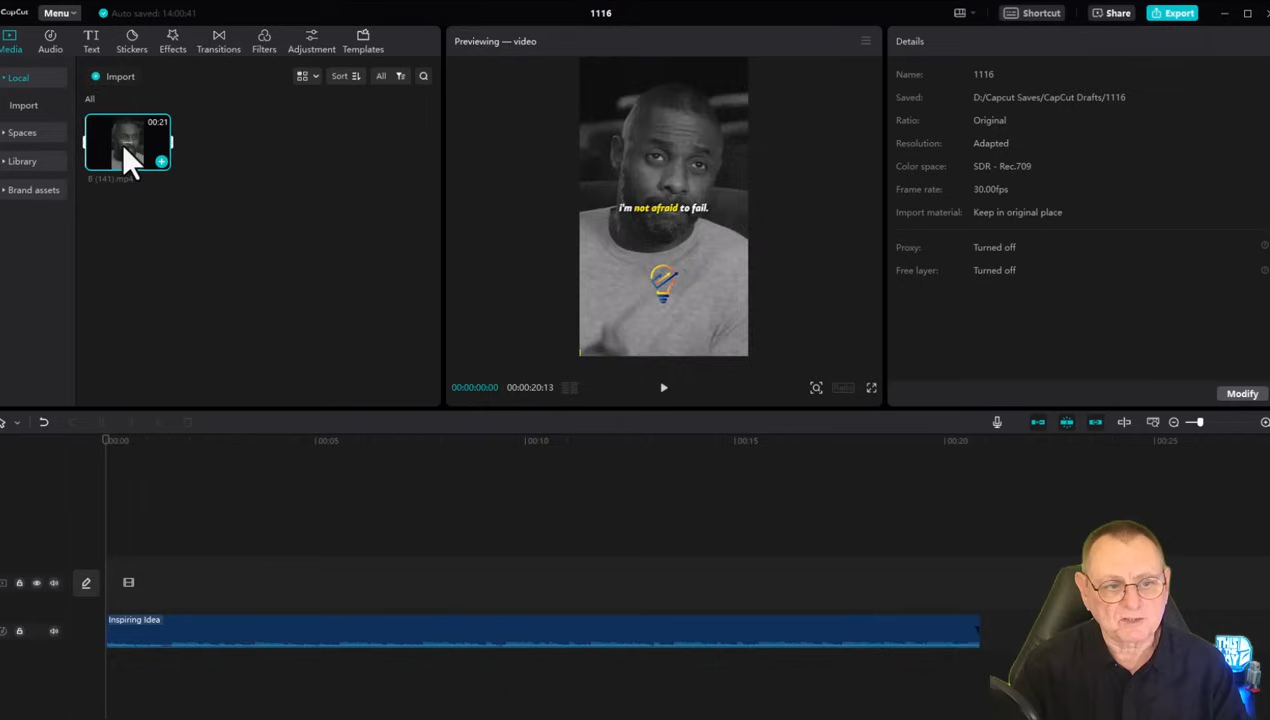 CapCut
Menu
Auto saved: 14:00:41
1116
Shortcut
Share
Export
Media
Audio
Text
Stickers
Effects
Transitions
Filters
Adjustment
Templates
Local
Import
Spaces
Library
Brand assets
Import
Sort
All
All
00:21
(141).mp4
Previewing — video
i'm not afraid to fail.
00:00:00:00
00:00:20:13
Ratio
Details
Name: 1116
Saved: D:/Capcut Saves/CapCut Drafts/1116
Ratio: Original
Resolution: Adapted
Color space: SDR - Rec.709
Frame rate: 30.00fps
Import material: Keep in original place
Proxy: Turned off
Free layer: Turned off
Modify
00:00
00:05
00:10
00:15
00:20
00:25
Inspiring Idea